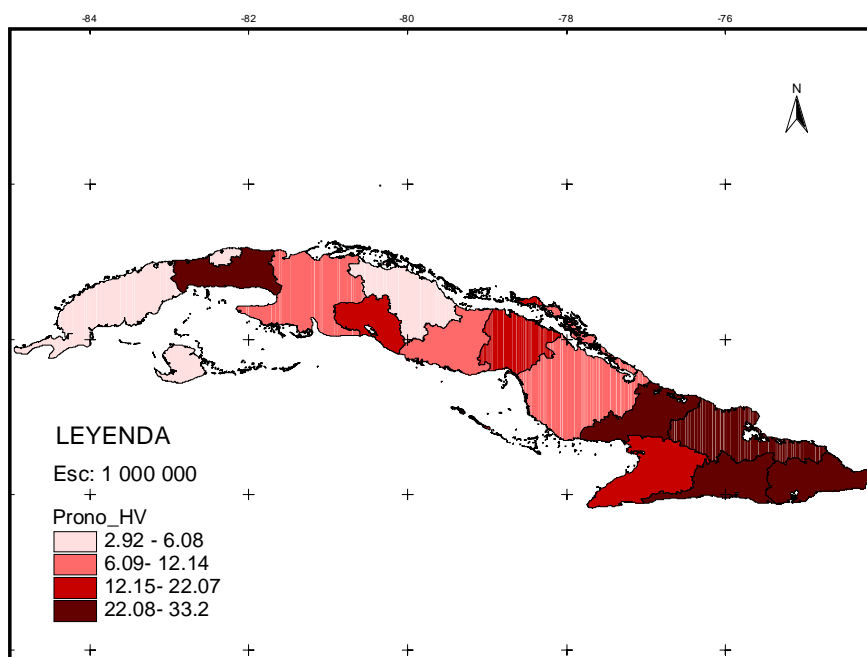 -84 -82 -80 -78 -76
N
LEYENDA
Esc: 1 000 000
Prono_HV
2.92 - 6.08
6.09- 12.14
12.15- 22.07
22.08- 33.2